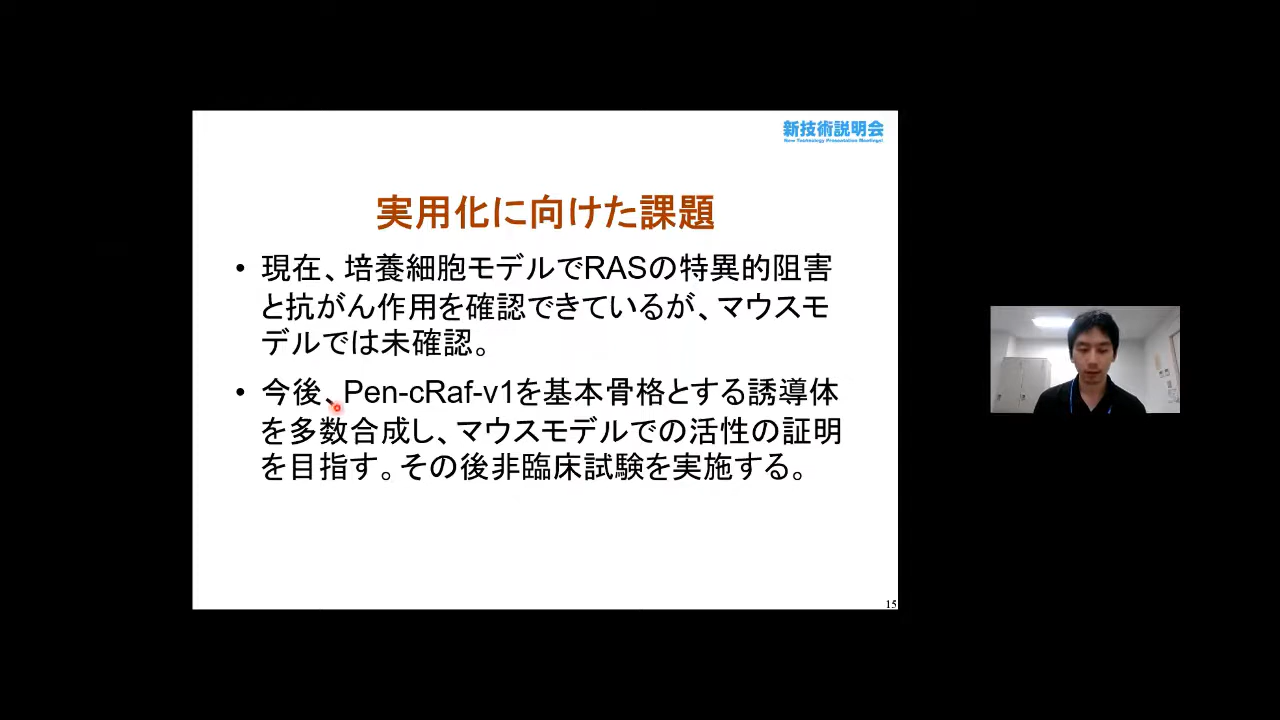 新技術説明会
New Technology Presentation Meetings!
実用化に向けた課題
• 現在、培養細胞モデルでRASの特異的阻害
と抗がん作用を確認できているが、マウスモ
デルでは未確認。
• 今後、Pen-cRaf-v1を基本骨格とする誘導体
を多数合成し、マウスモデルでの活性の証明
を目指す。その後非臨床試験を実施する。
15